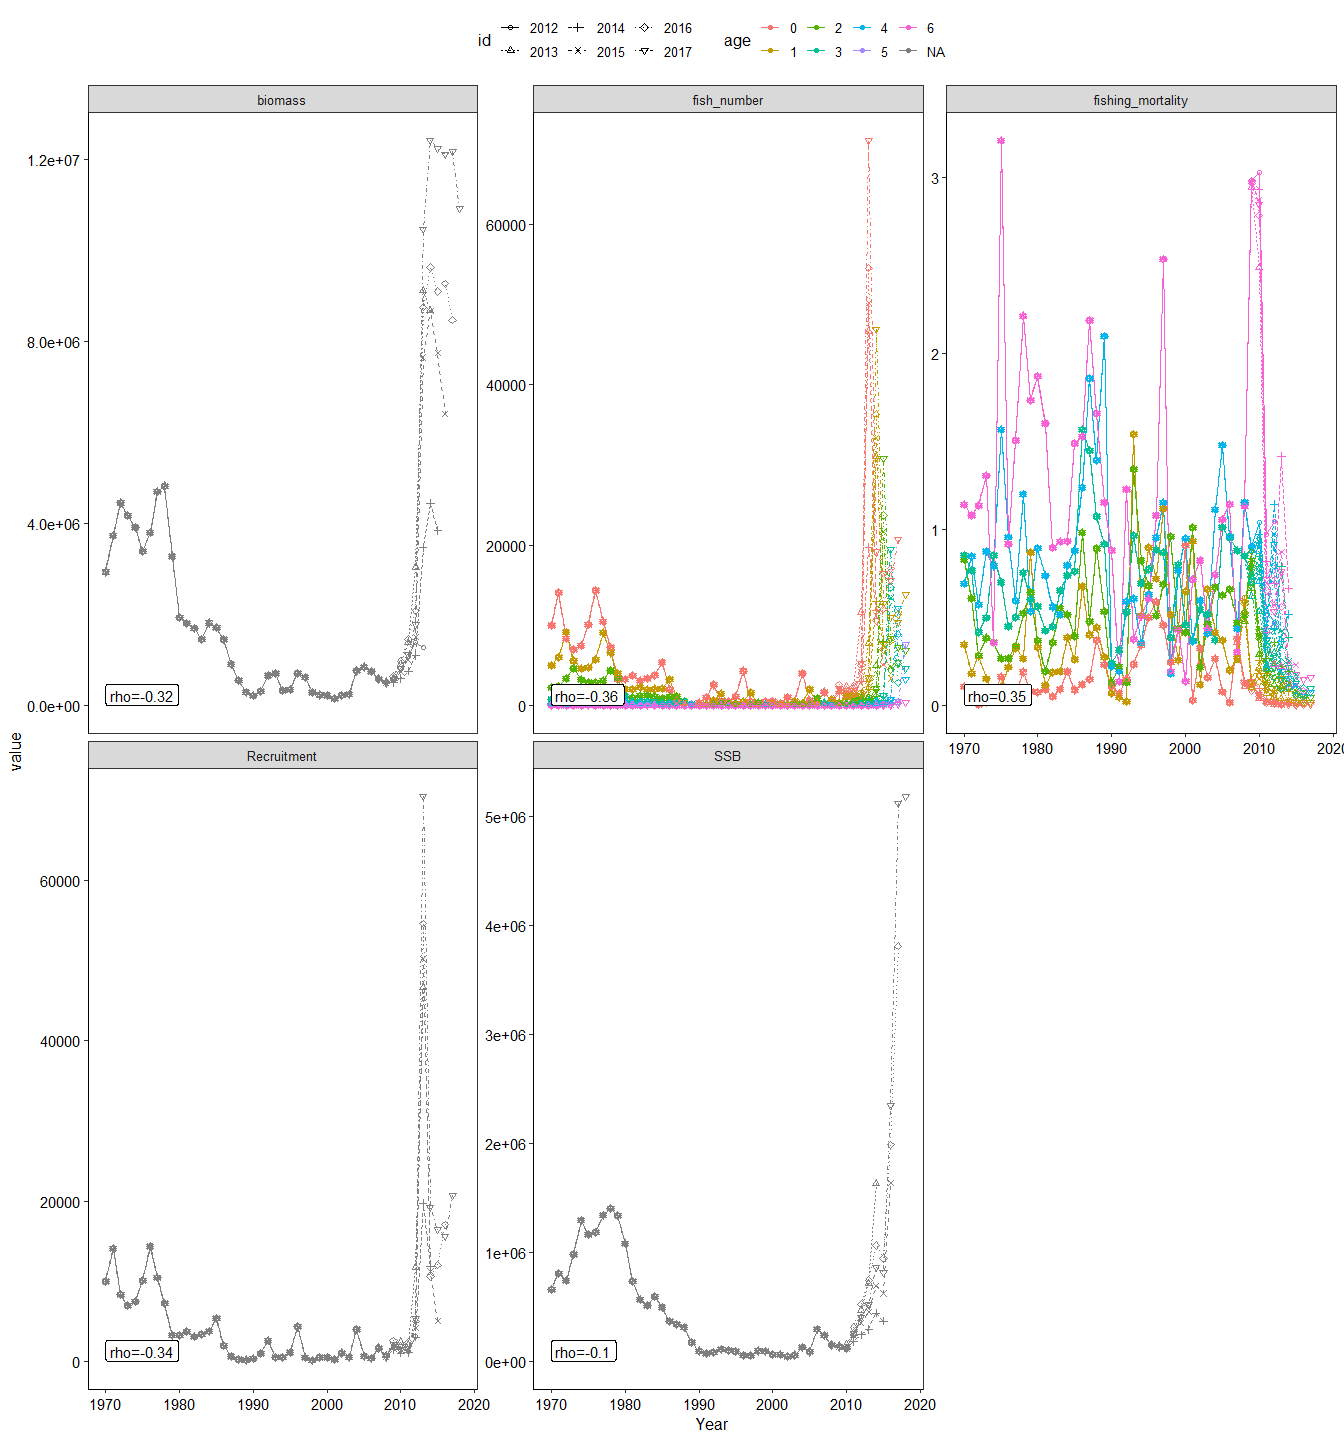 id 2012 2014 2016 age 0 2 4 6
2013 2015 2017 1 3 5 NA
biomass
fish_number
fishing_mortality
1.2e+07
8.0e+06
4.0e+06
0.0e+00
rho=-0.32
60000
40000
20000
0
rho=-0.36
3
2
1
0
rho=0.35
1970 1980 1990 2000 2010 2020
value
Recruitment
SSB
60000
40000
20000
0
rho=-0.34
1970 1980 1990 2000 2010 2020
5e+06
4e+06
3e+06
2e+06
1e+06
0e+00
rho=-0.1
1970 1980 1990 2000 2010 2020
Year